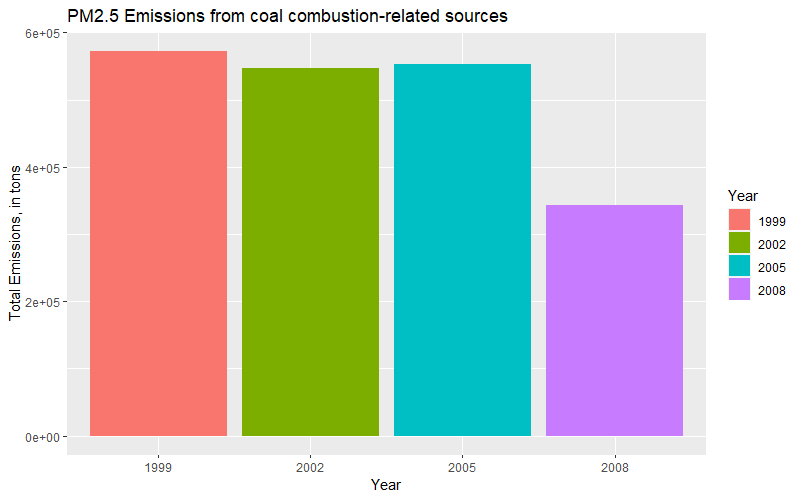 PM2.5 Emissions from coal combustion-related sources
Total Emissions, in tons
6e+05
4e+05
2e+05
0e+00
1999 2002 2005 2008
Year
Year
1999
2002
2005
2008